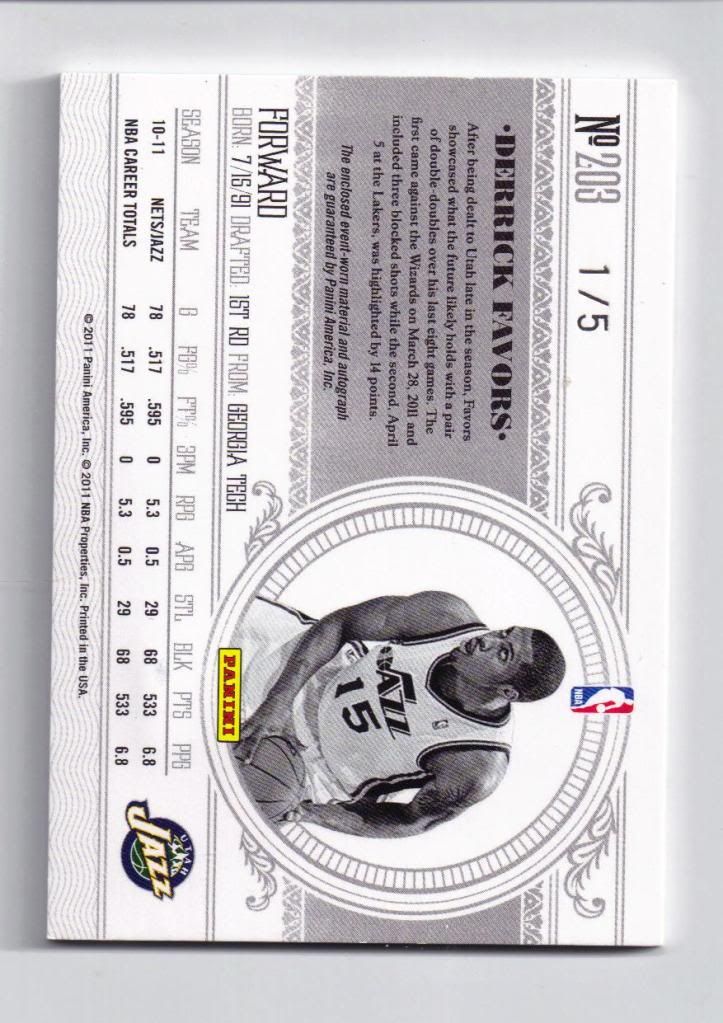 Nº 203
1/5
·DERRICK FAVORS·
After being dealt to Utah late in the season, Favors
showcased what the future likely holds with a pair
of double-doubles over his last eight games. The
first came against the Wizards on March 28, 2011 and
included three blocked shots while the second, April
5 at the Lakers, was highlighted by 14 points.
The enclosed event-worn material and autograph
are guaranteed by Panini America, Inc.
NBA
JAZZ
15
PANINI
FORWARD
BORN: 7/15/91 DRAFTED: 1ST RD FROM: GEORGIA TECH
SEASON TEAM G FG% FT% 3PM RPG APG STL BLK PTS PPG
10-11 NETS/JAZZ 78 .517 .595 0 5.3 0.5 29 68 533 6.8
NBA CAREER TOTALS 78 .517 .595 0 5.3 0.5 29 68 533 6.8
UTAH
JAZZ
© 2011 Panini America, Inc. © 2011 NBA Properties, Inc. Printed in the USA.